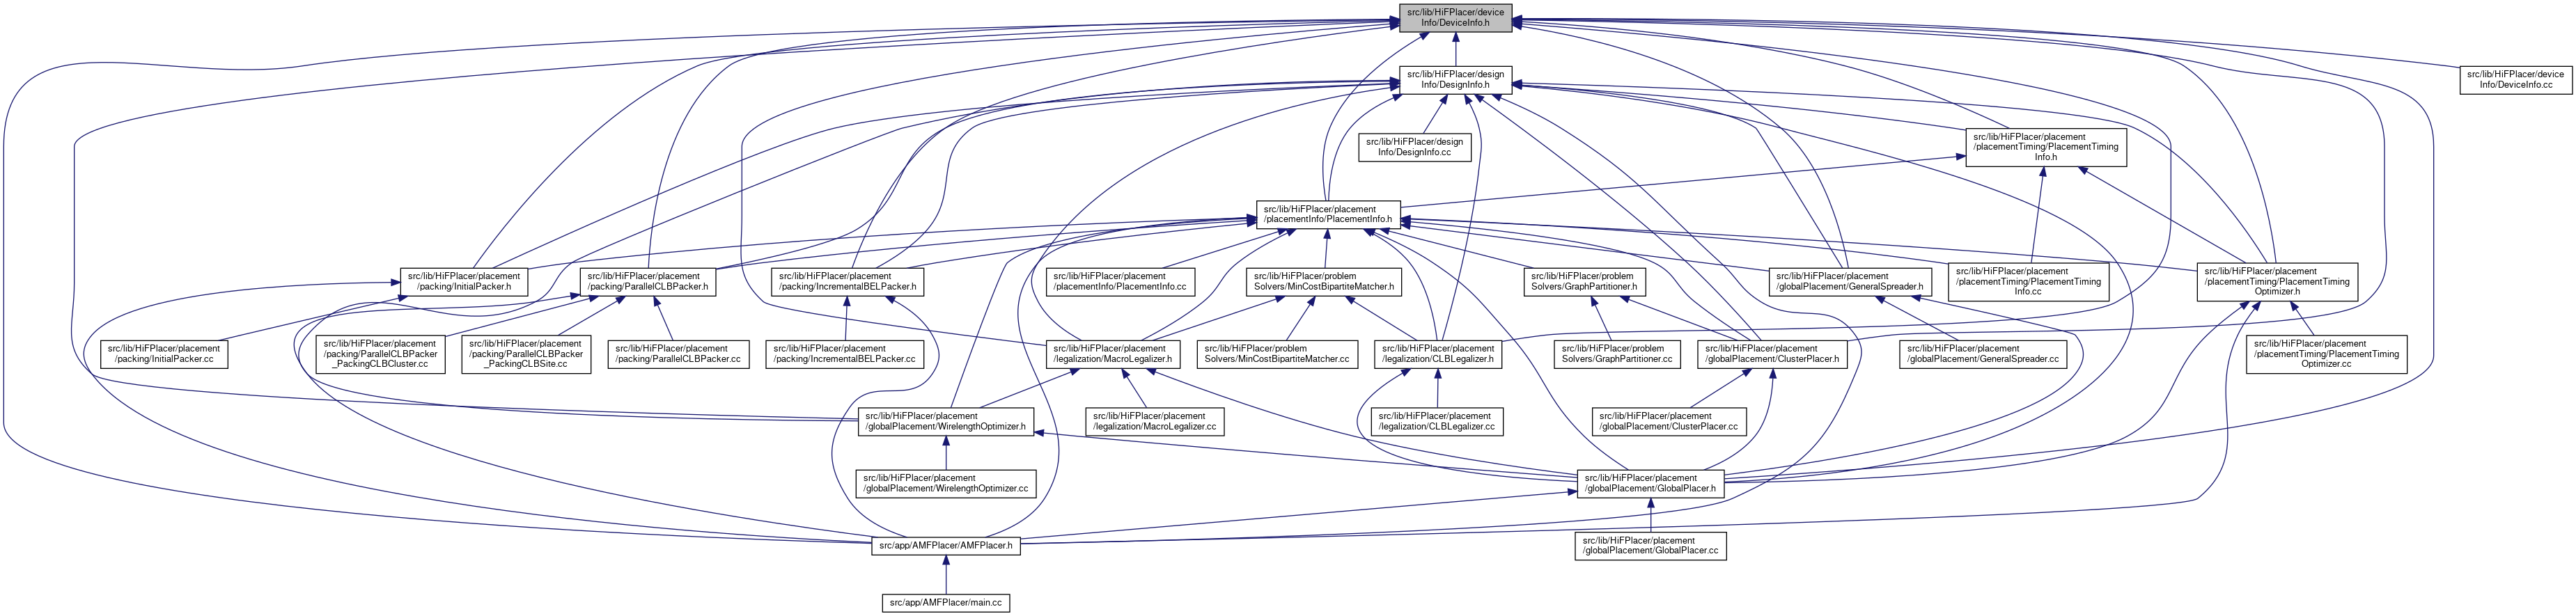 src/lib/HiFPlacer/device
Info/DeviceInfo.h
src/lib/HiFPlacer/design
Info/DesignInfo.h
src/lib/HiFPlacer/device
Info/DeviceInfo.cc
src/lib/HiFPlacer/design
Info/DesignInfo.cc
src/lib/HiFPlacer/placement
/placementTiming/PlacementTiming
Info.h
src/lib/HiFPlacer/placement
/placementInfo/PlacementInfo.h
src/lib/HiFPlacer/placement
/packing/InitialPacker.h
src/lib/HiFPlacer/placement
/packing/ParallelCLBPacker.h
src/lib/HiFPlacer/placement
/packing/IncrementalBELPacker.h
src/lib/HiFPlacer/placement
/placementInfo/PlacementInfo.cc
src/lib/HiFPlacer/problem
Solvers/MinCostBipartiteMatcher.h
src/lib/HiFPlacer/problem
Solvers/GraphPartitioner.h
src/lib/HiFPlacer/placement
/globalPlacement/GeneralSpreader.h
src/lib/HiFPlacer/placement
/placementTiming/PlacementTiming
Info.cc
src/lib/HiFPlacer/placement
/placementTiming/PlacementTiming
Optimizer.h
src/lib/HiFPlacer/placement
/packing/InitialPacker.cc
src/lib/HiFPlacer/placement
/packing/ParallelCLBPacker
_PackingCLBCluster.cc
src/lib/HiFPlacer/placement
/packing/ParallelCLBPacker
_PackingCLBSite.cc
src/lib/HiFPlacer/placement
/packing/ParallelCLBPacker.cc
src/lib/HiFPlacer/placement
/packing/IncrementalBELPacker.cc
src/lib/HiFPlacer/placement
/legalization/MacroLegalizer.h
src/lib/HiFPlacer/problem
Solvers/MinCostBipartiteMatcher.cc
src/lib/HiFPlacer/placement
/legalization/CLBLegalizer.h
src/lib/HiFPlacer/problem
Solvers/GraphPartitioner.cc
src/lib/HiFPlacer/placement
/globalPlacement/ClusterPlacer.h
src/lib/HiFPlacer/placement
/globalPlacement/GeneralSpreader.cc
src/lib/HiFPlacer/placement
/placementTiming/PlacementTiming
Optimizer.cc
src/lib/HiFPlacer/placement
/globalPlacement/WirelengthOptimizer.h
src/lib/HiFPlacer/placement
/legalization/MacroLegalizer.cc
src/lib/HiFPlacer/placement
/legalization/CLBLegalizer.cc
src/lib/HiFPlacer/placement
/globalPlacement/ClusterPlacer.cc
src/lib/HiFPlacer/placement
/globalPlacement/WirelengthOptimizer.cc
src/lib/HiFPlacer/placement
/globalPlacement/GlobalPlacer.h
src/app/AMFPlacer/AMFPlacer.h
src/lib/HiFPlacer/placement
/globalPlacement/GlobalPlacer.cc
src/app/AMFPlacer/main.cc